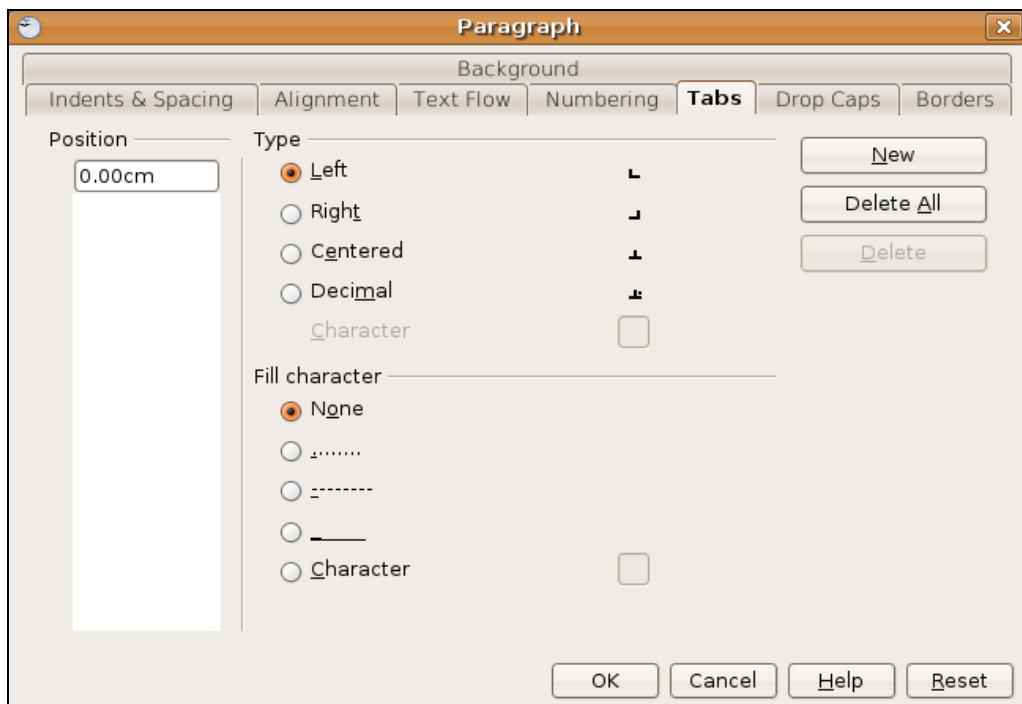 Paragraph
Background
Indents & Spacing Alignment Text Flow Numbering Tabs Drop Caps Borders
Position
0.00cm
Type
Left
Right
Centered
Decimal
Character
Fill character
None
.......
--------
_______
Character
New
Delete All
Delete
OK Cancel Help Reset